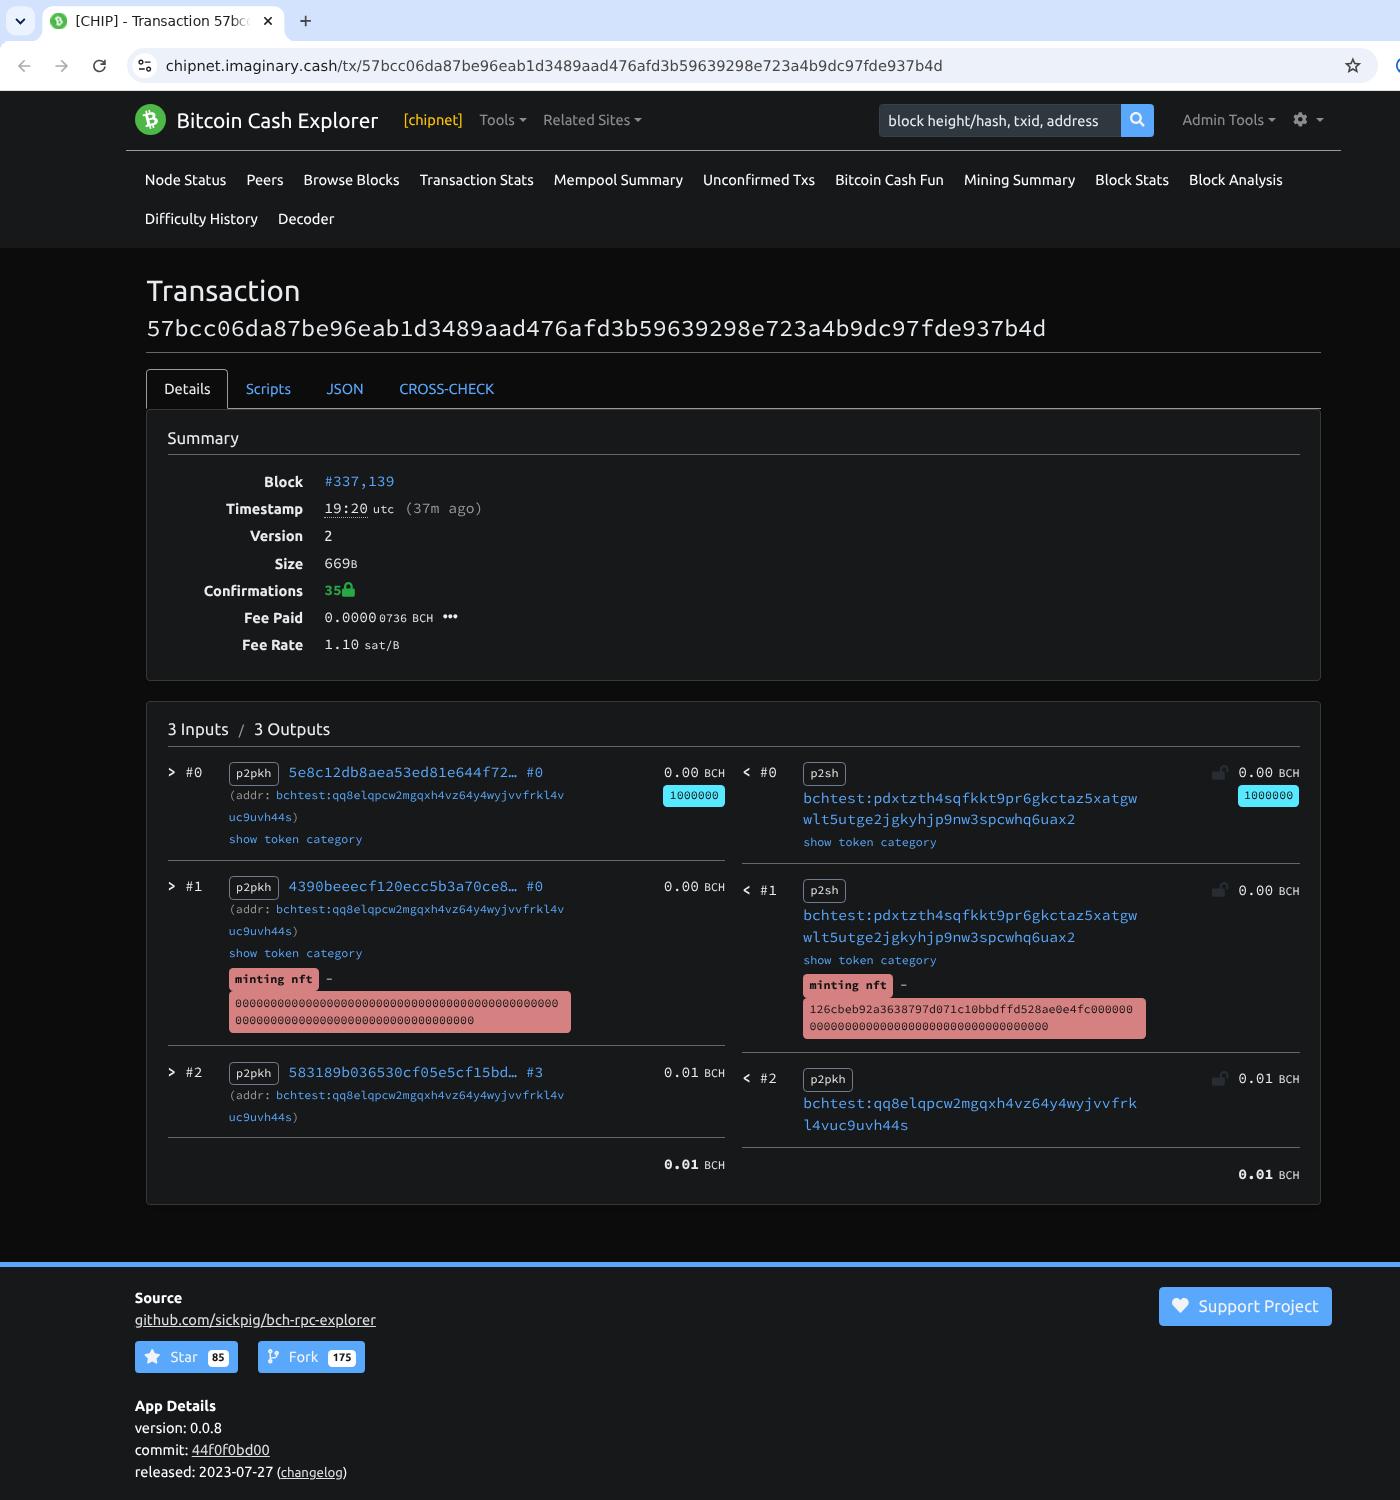 [CHIP] - Transaction 57bcc
chipnet.imaginary.cash/tx/57bcc06da87be96eab1d3489aad476afd3b59639298e723a4b9dc97fde937b4d
Bitcoin Cash Explorer [chipnet] Tools Related Sites block height/hash, txid, address Admin Tools
Node Status Peers Browse Blocks Transaction Stats Mempool Summary Unconfirmed Txs Bitcoin Cash Fun Mining Summary Block Stats Block Analysis
Difficulty History Decoder
Transaction
57bcc06da87be96eab1d3489aad476afd3b59639298e723a4b9dc97fde937b4d
Details Scripts JSON CROSS-CHECK
Summary
Block #337,139
Timestamp 19:20 utc (37m ago)
Version 2
Size 669B
Confirmations 35
Fee Paid 0.0000 0736 BCH •••
Fee Rate 1.10 sat/B
3 Inputs / 3 Outputs
> #0 p2pkh 5e8c12db8aea53ed81e644f72… #0 0.00 BCH
1000000
(addr: bchtest:qq8elqpcw2mgqxh4vz64y4wyjvvfrkl4v
uc9uvh44s)
show token category
> #1 p2pkh 4390beeecf120ecc5b3a70ce8… #0 0.00 BCH
(addr: bchtest:qq8elqpcw2mgqxh4vz64y4wyjvvfrkl4v
uc9uvh44s)
show token category
minting nft –
0000000000000000000000000000000000000000000000
0000000000000000000000000000000000
> #2 p2pkh 583189b036530cf05e5cf15bd… #3 0.01 BCH
(addr: bchtest:qq8elqpcw2mgqxh4vz64y4wyjvvfrkl4v
uc9uvh44s)
0.01 BCH
< #0 p2sh 0.00 BCH
1000000
bchtest:pdxtzth4sqfkkt9pr6gkctaz5xatgw
wlt5utge2jgkyhjp9nw3spcwhq6uax2
show token category
< #1 p2sh 0.00 BCH
bchtest:pdxtzth4sqfkkt9pr6gkctaz5xatgw
wlt5utge2jgkyhjp9nw3spcwhq6uax2
show token category
minting nft –
126cbeb92a3638797d071c10bbdffd528ae0e4fc000000
0000000000000000000000000000000000
< #2 p2pkh 0.01 BCH
bchtest:qq8elqpcw2mgqxh4vz64y4wyjvvfrk
l4vuc9uvh44s
0.01 BCH
Source
github.com/sickpig/bch-rpc-explorer
Star 85 Fork 175
Support Project
App Details
version: 0.0.8
commit: 44f0f0bd00
released: 2023-07-27 (changelog)